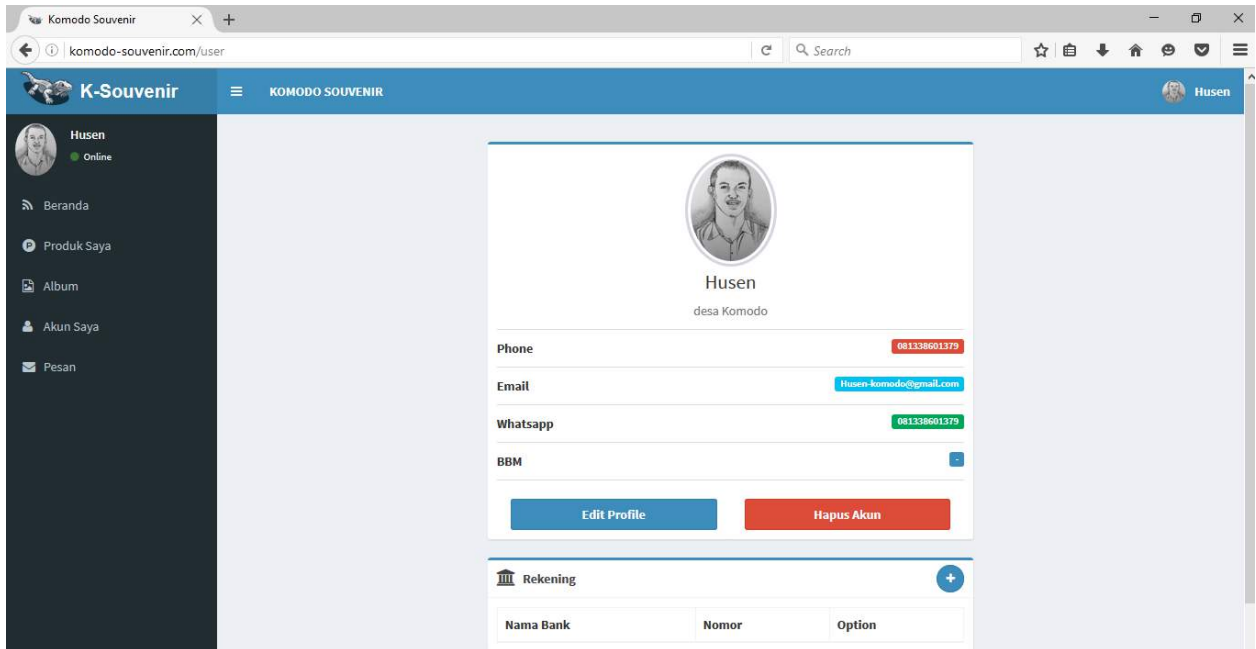 Komodo Souvenir
komodo-souvenir.com/user
Search
K-Souvenir
KOMODO SOUVENIR
Husen
Husen
Online
Beranda
Produk Saya
Album
Akun Saya
Pesan
Husen
desa Komodo
Phone 081338601379
Email Husen-komodo@gmail.com
Whatsapp 081338601379
BBM -
Edit Profile Hapus Akun
Rekening
Nama Bank Nomor Option